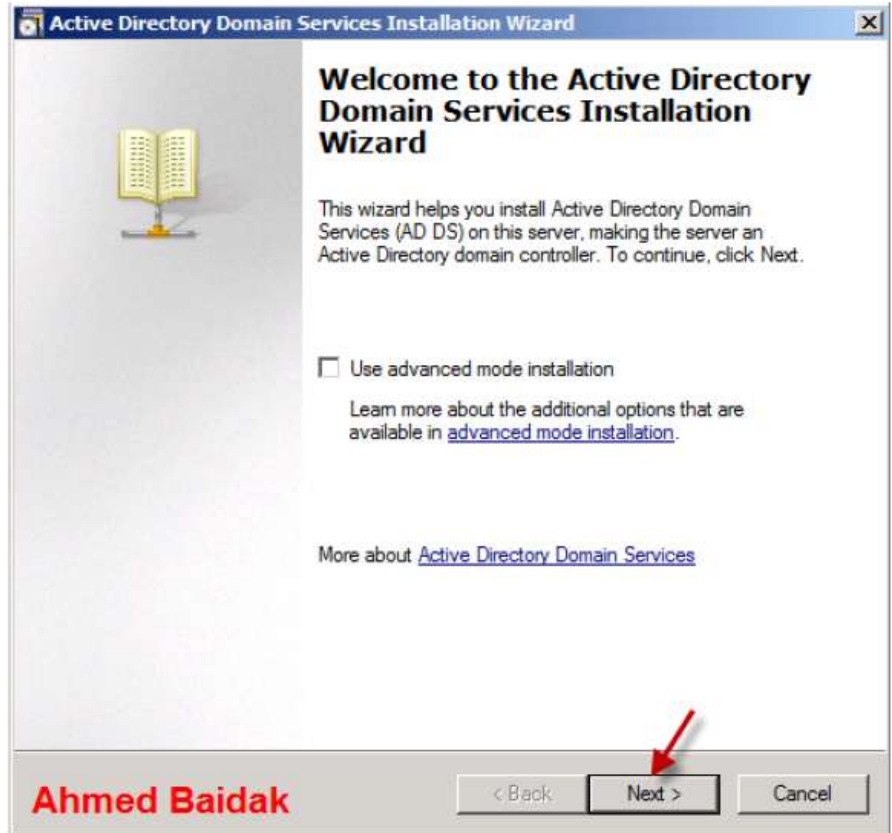 Active Directory Domain Services Installation Wizard
Welcome to the Active Directory
Domain Services Installation
Wizard
This wizard helps you install Active Directory Domain
Services (AD DS) on this server, making the server an
Active Directory domain controller. To continue, click Next.
Use advanced mode installation
Learn more about the additional options that are
available in advanced mode installation.
More about Active Directory Domain Services
Ahmed Baidak
< Back
Next >
Cancel